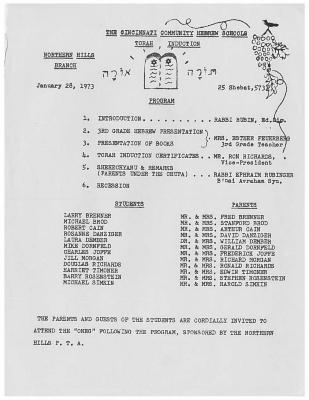 THE CINCINNATI COMMUNITY HEBREW SCHOOLS
TORAH INDUCTION
NORTHERN HILLS
BRANCH
אורה תורה
January 28, 1973 25 Shebat, 5733
PROGRAM
1. INTRODUCTION . . . . . . . . . . RABBI RUBIN, Ed.Dir.
2. 3RD GRADE HEBREW PRESENTATION
MRS. ESTHER FEUERBERG
3. PRESENTATION OF BOOKS 3rd Grade Teacher
4. TORAH INDUCTION CERTIFICATES . . MR. RON RICHARDS,
Vice-President
5. SHEHECHYANU & REMARKS
(PARENTS UNDER THE CHUPA) . . . . RABBI EPHRAIM RUBINGER
B'nai Avraham Syn.
6. RECESSION
STUDENTS PARENTS
LARRY BRENNER MR. & MRS. FRED BRENNER
MICHAEL BROD MR. & MRS. STANFORD BROD
ROBERT CAIN MR. & MRS. ARTHUR CAIN
ROSANNE DANZIGER MR. & MRS. DAVID DANZIGER
LAURA DEMBER DR. & MRS. WILLIAM DEMBER
MIKE DORNFELD MR. & MRS. GERALD DORNFELD
CHARLES JOFFE MR. & MRS. FREDERICK JOFFE
JILL MORGAN MR. & MRS. RICHARD MORGAN
DOUGLAS RICHARDS MR. & MRS. RONALD RICHARDS
HARRIET TIMONER MR. & MRS. EDWIN TIMONER
BARRY ROSENSTEIN MR. & MRS. STEPHEN ROSENSTEIN
MICHAEL SIMKIN MR. & MRS. HAROLD SIMKIN
THE PARENTS AND GUESTS OF THE STUDENTS ARE CORDIALLY INVITED TO
ATTEND THE "ONEG" FOLLOWING THE PROGRAM, SPONSORED BY THE NORTHERN
HILLS P. T. A.